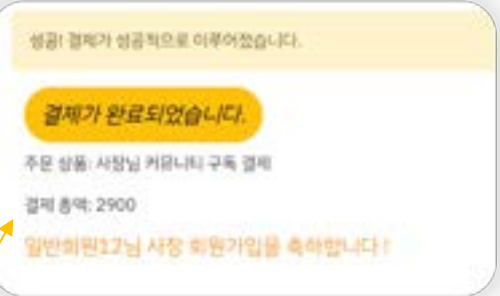 성공! 결제가 성공적으로 이루어졌습니다.
결제가 완료되었습니다.
주문 상품: 사장님 커뮤니티 구독 결제
결제 총액: 2900
일반회원12님 사장 회원가입을 축하합니다 !